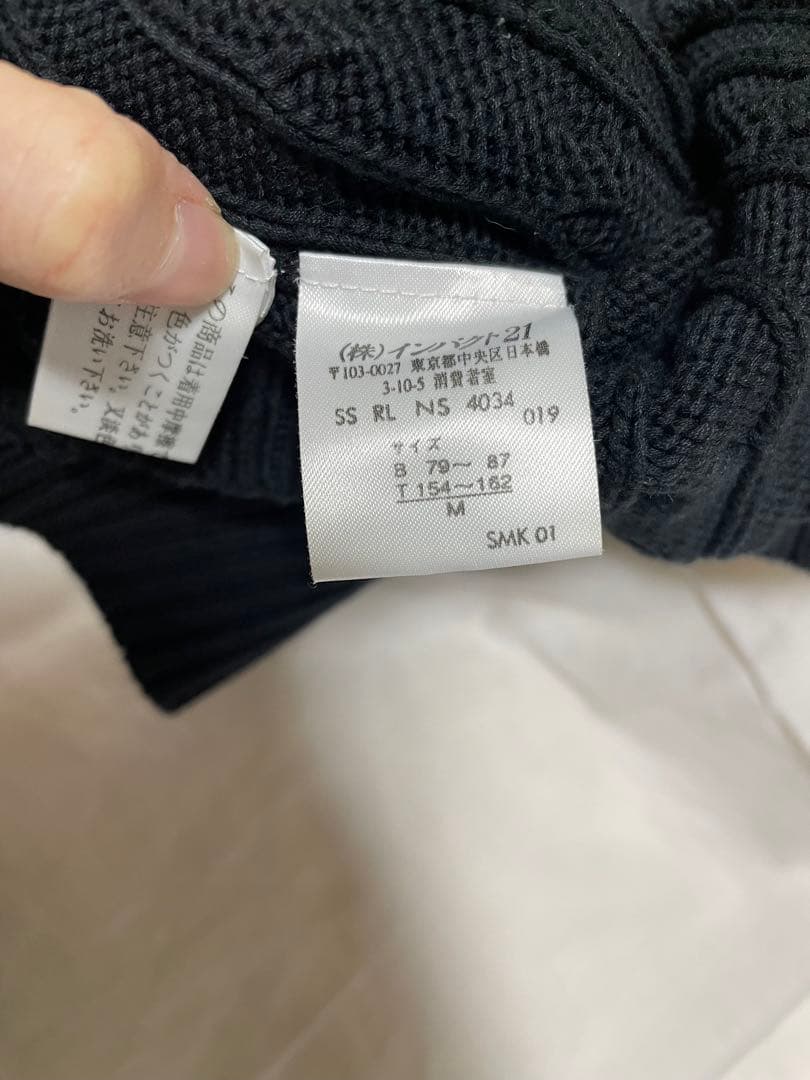 この商品は着用中摩擦
色がつくことがあ
注意下さい。又洗
お洗い下さい。
(株)インパクト21
〒103-0027 東京都中央区日本橋
3-10-5 消費者室
SS RL NS 4034 019
サイズ
B 79〜 87
T 154〜162
M
SMK 01